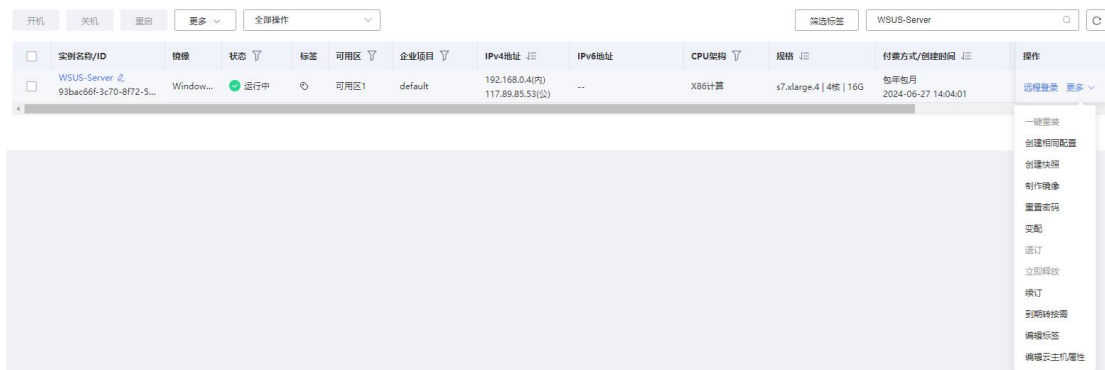 开机 关机 重启 更多 全部操作 筛选标签 WSUS-Server
实例名称/ID 镜像 状态 标签 可用区 企业项目 IPv4地址 IPv6地址 CPU架构 规格 付费方式/创建时间 操作
WSUS-Server 192.168.0.4(内) 包年包月
Window... 运行中 可用区1 default -- X86计算 s7.xlarge.4 | 4核 | 16G 远程登录 更多
93bac66f-3c70-8f72-5... 117.89.85.53(公) 2024-06-27 14:04:01
一键重装
创建相同配置
创建快照
制作镜像
重置密码
变配
退订
立即释放
续订
到期转按需
编辑标签
编辑云主机属性